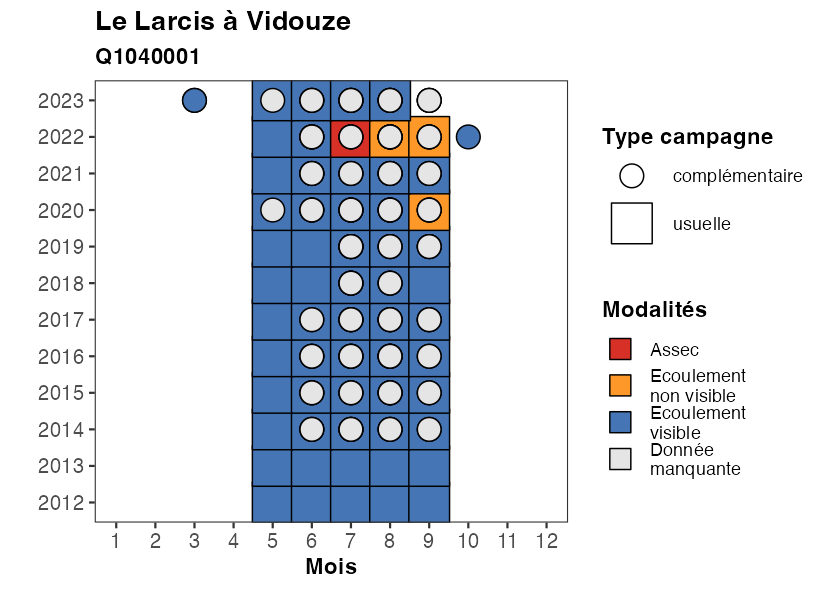 Le Larcis à Vidouze
Q1040001
2023
2022
2021
2020
2019
2018
2017
2016
2015
2014
2013
2012
1 2 3 4 5 6 7 8 9 10 11 12
Mois
Type campagne
complémentaire
usuelle
Modalités
Assec
Ecoulement
non visible
Ecoulement
visible
Donnée
manquante